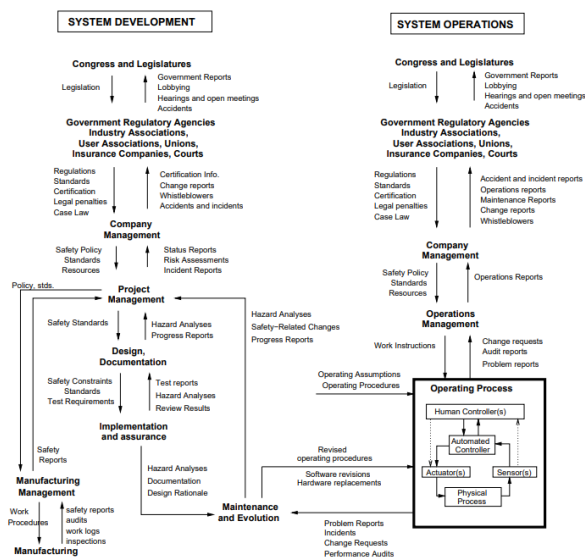 SYSTEM DEVELOPMENT
Congress and Legislatures
Legislation
Government Reports
Lobbying
Hearings and open meetings
Accidents
Government Regulatory Agencies
Industry Associations,
User Associations, Unions,
Insurance Companies, Courts
Regulations
Standards
Certification
Legal penalties
Case Law
Certification Info.
Change reports
Whistleblowers
Accidents and incidents
Company
Management
Safety Policy
Standards
Resources
Status Reports
Risk Assessments
Incident Reports
Policy, stds.
Project
Management
Safety Standards
Hazard Analyses
Progress Reports
Hazard Analyses
Safety-Related Changes
Progress Reports
Design,
Documentation
Safety Constraints
Standards
Test Requirements
Test reports
Hazard Analyses
Review Results
Implementation
and assurance
Safety
Reports
Hazard Analyses
Documentation
Design Rationale
Manufacturing
Management
Work
Procedures
safety reports
audits
work logs
inspections
Manufacturing
Maintenance
and Evolution
SYSTEM OPERATIONS
Congress and Legislatures
Legislation
Government Reports
Lobbying
Hearings and open meetings
Accidents
Government Regulatory Agencies
Industry Associations,
User Associations, Unions,
Insurance Companies, Courts
Regulations
Standards
Certification
Legal penalties
Case Law
Accident and incident reports
Operations reports
Maintenance Reports
Change reports
Whistleblowers
Company
Management
Safety Policy
Standards
Resources
Operations Reports
Operations
Management
Work Instructions
Change requests
Audit reports
Problem reports
Operating Assumptions
Operating Procedures
Operating Process
Human Controller(s)
Automated
Controller
Actuator(s)
Sensor(s)
Physical
Process
Revised
operating procedures
Software revisions
Hardware replacements
Problem Reports
Incidents
Change Requests
Performance Audits